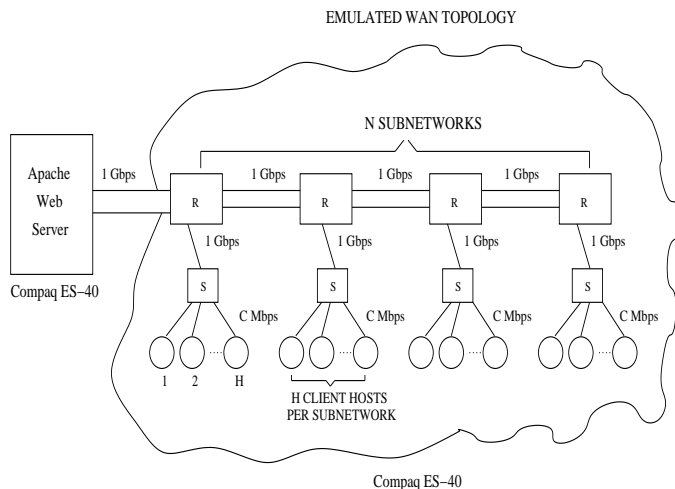 EMULATED WAN TOPOLOGY
N SUBNETWORKS
1 Gbps
1 Gbps
1 Gbps
1 Gbps
Apache
Web
Server
R
R
R
R
1 Gbps
1 Gbps
1 Gbps
1 Gbps
Compaq ES−40
S
S
S
S
C Mbps
C Mbps
C Mbps
C Mbps
1
2
H
H CLIENT HOSTS
PER SUBNETWORK
Compaq ES−40